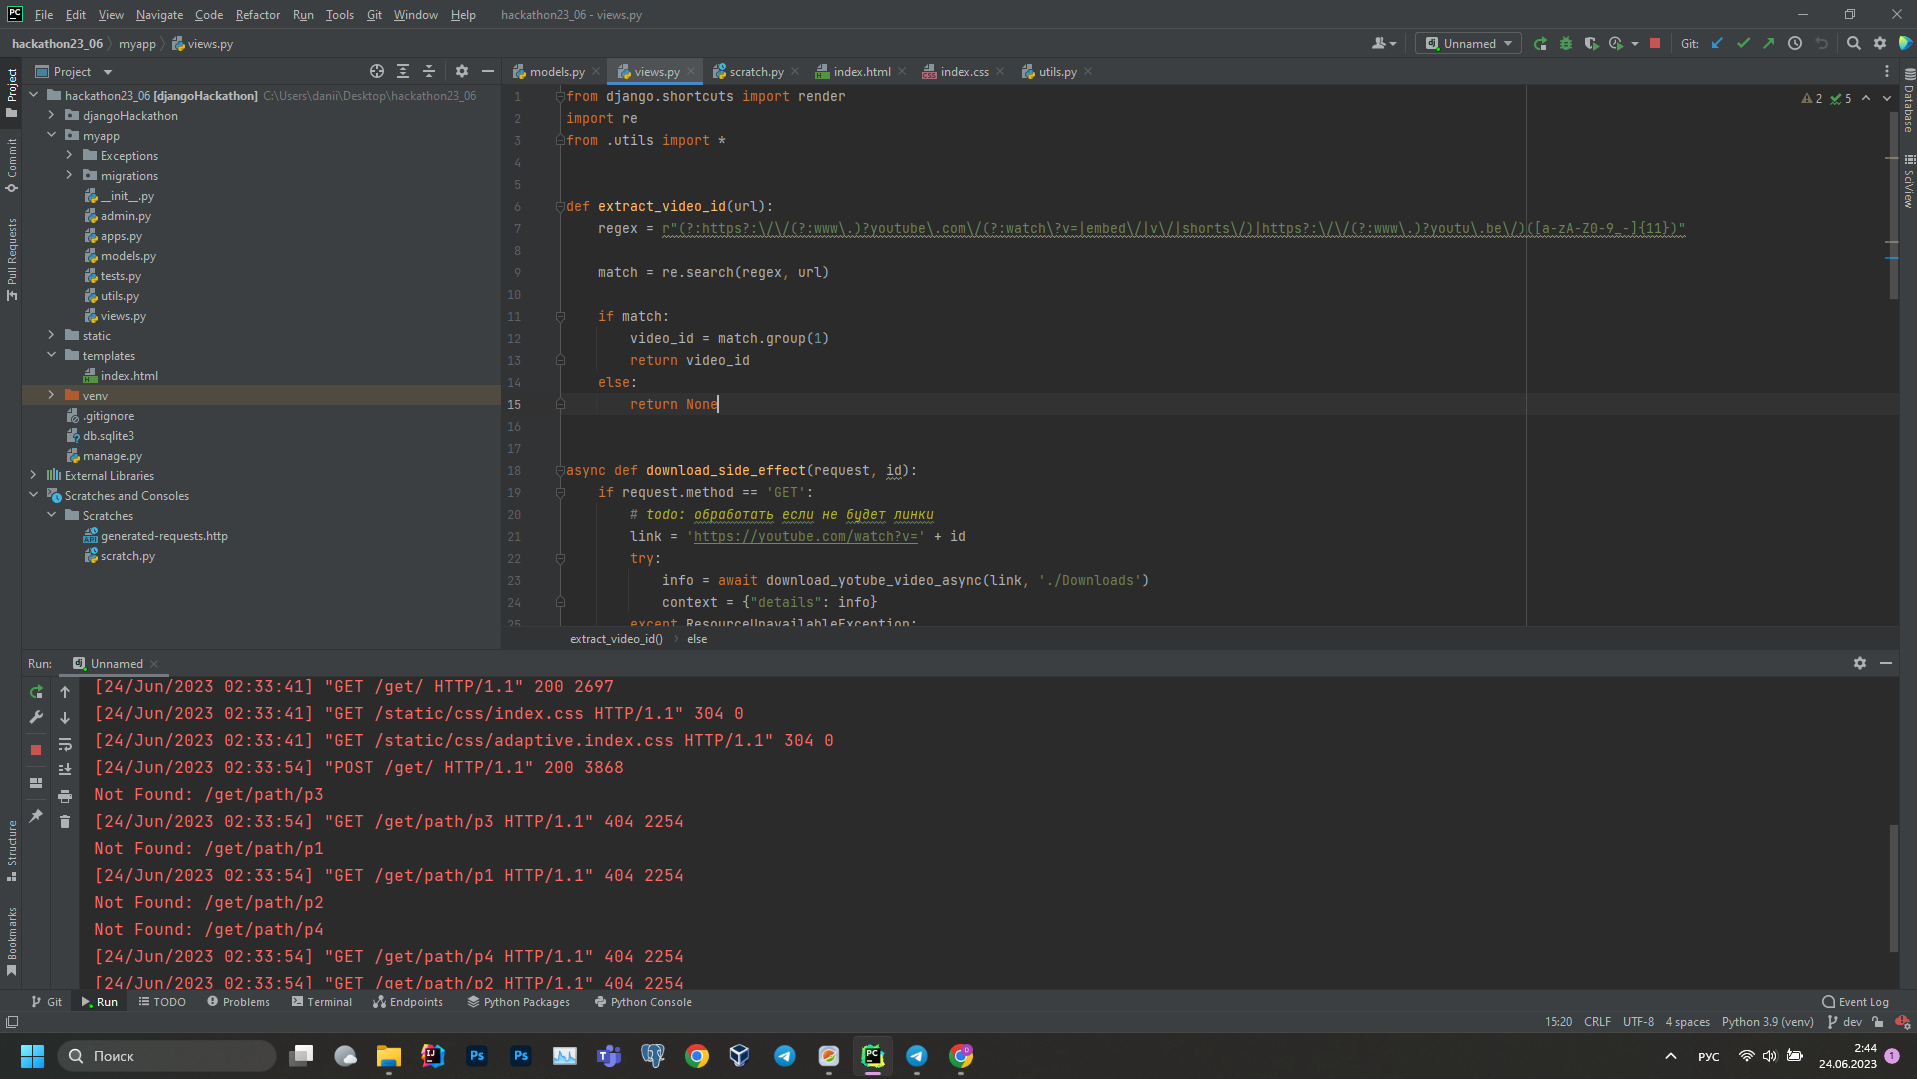 File Edit View Navigate Code Refactor Run Tools Git Window Help hackathon23_06 - views.py
hackathon23_06 myapp views.py
Unnamed
Git:
Project
models.py
views.py
scratch.py
index.html
index.css
utils.py
Project
Commit
Pull Requests
Structure
Bookmarks
hackathon23_06 [djangoHackathon] C:\Users\danii\Desktop\hackathon23_06
djangoHackathon
myapp
Exceptions
migrations
__init__.py
admin.py
apps.py
models.py
tests.py
utils.py
views.py
static
templates
index.html
venv
.gitignore
db.sqlite3
manage.py
External Libraries
Scratches and Consoles
Scratches
generated-requests.http
scratch.py
2 5
Database
SciView
1 from django.shortcuts import render
2 import re
3 from .utils import *
4
5
6 def extract_video_id(url):
7 regex = r"(?:https?:\/\/(?:www\.)?youtube\.com\/(?:watch\?v=|embed\/|v\/|shorts\/)|https?:\/\/(?:www\.)?youtu\.be\/)([a-zA-Z0-9_-]{11})"
8
9 match = re.search(regex, url)
10
11 if match:
12 video_id = match.group(1)
13 return video_id
14 else:
15 return None
16
17
18 async def download_side_effect(request, id):
19 if request.method == 'GET':
20 # todo: обработать если не будет линки
21 link = 'https://youtube.com/watch?v=' + id
22 try:
23 info = await download_yotube_video_async(link, './Downloads')
24 context = {"details": info}
25 except ResourceUnavailableException:
extract_video_id() else
Run: Unnamed
[24/Jun/2023 02:33:41] "GET /get/ HTTP/1.1" 200 2697
[24/Jun/2023 02:33:41] "GET /static/css/index.css HTTP/1.1" 304 0
[24/Jun/2023 02:33:41] "GET /static/css/adaptive.index.css HTTP/1.1" 304 0
[24/Jun/2023 02:33:54] "POST /get/ HTTP/1.1" 200 3868
Not Found: /get/path/p3
[24/Jun/2023 02:33:54] "GET /get/path/p3 HTTP/1.1" 404 2254
Not Found: /get/path/p1
[24/Jun/2023 02:33:54] "GET /get/path/p1 HTTP/1.1" 404 2254
Not Found: /get/path/p2
Not Found: /get/path/p4
[24/Jun/2023 02:33:54] "GET /get/path/p4 HTTP/1.1" 404 2254
[24/Jun/2023 02:33:54] "GET /get/path/p2 HTTP/1.1" 404 2254
Git Run TODO Problems Terminal Endpoints Python Packages Python Console Event Log
15:20 CRLF UTF-8 4 spaces Python 3.9 (venv) dev
Поиск
РУС
2:44
24.06.2023
1